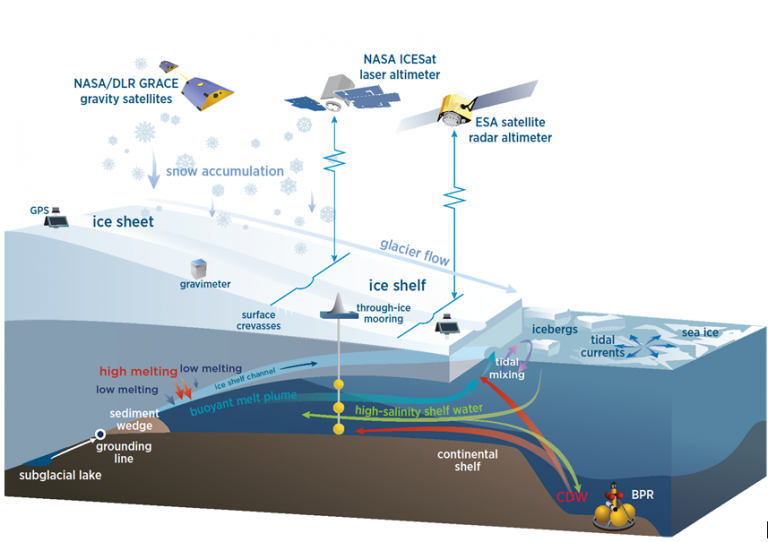 NASA ICESat
laser altimeter
NASA/DLR GRACE
gravity satellites
ESA satellite
radar altimeter
snow accumulation
GPS
ice sheet
glacier flow
gravimeter
ice shelf
surface
crevasses
through-ice
mooring
icebergs
sea ice
tidal
currents
tidal
mixing
high melting
low melting
low melting
ice shelf channel
buoyant melt plume
high-salinity shelf water
sediment
wedge
grounding
line
continental
shelf
subglacial lake
CDW
BPR